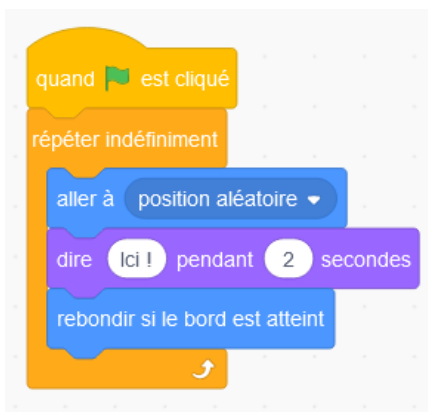 quand est cliqué
répéter indéfiniment
aller à position aléatoire
dire Ici ! pendant 2 secondes
rebondir si le bord est atteint